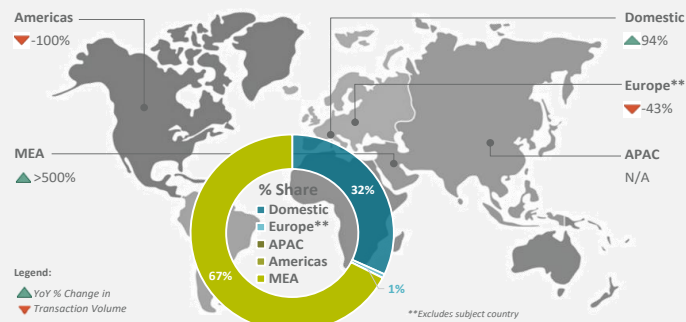 Americas
-100%
Domestic
94%
Europe**
-43%
MEA
>500%
APAC
N/A
% Share
Domestic
Europe**
APAC
Americas
MEA
32%
67%
1%
Legend:
YoY % Change in
Transaction Volume
**Excludes subject country